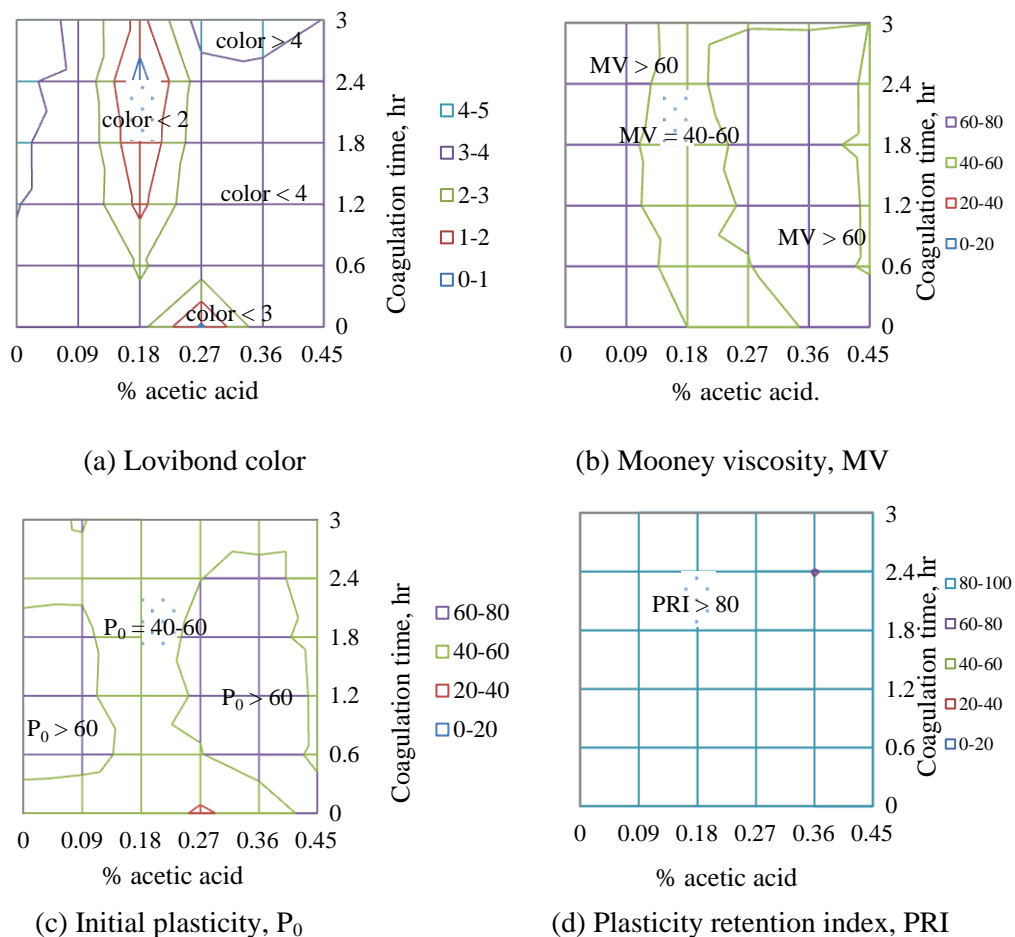 color > 4
color < 2
color < 4
color < 3
3
2.4
1.8
1.2
0.6
0
Coagulation time, hr
4-5
3-4
2-3
1-2
0-1
0 0.09 0.18 0.27 0.36 0.45
% acetic acid
(a) Lovibond color
MV > 60
MV = 40-60
MV > 60
3
2.4
1.8
1.2
0.6
0
Coagulation time, hr
60-80
40-60
20-40
0-20
0 0.09 0.18 0.27 0.36 0.45
% acetic acid.
(b) Mooney viscosity, MV
P0 = 40-60
P0 > 60
P0 > 60
3
2.4
1.8
1.2
0.6
0
Coagulation time, hr
60-80
40-60
20-40
0-20
0 0.09 0.18 0.27 0.36 0.45
% acetic acid
(c) Initial plasticity, P0
PRI > 80
3
2.4
1.8
1.2
0.6
0
Coagulation time, hr
80-100
60-80
40-60
20-40
0-20
0 0.09 0.18 0.27 0.36 0.45
% acetic acid
(d) Plasticity retention index, PRI